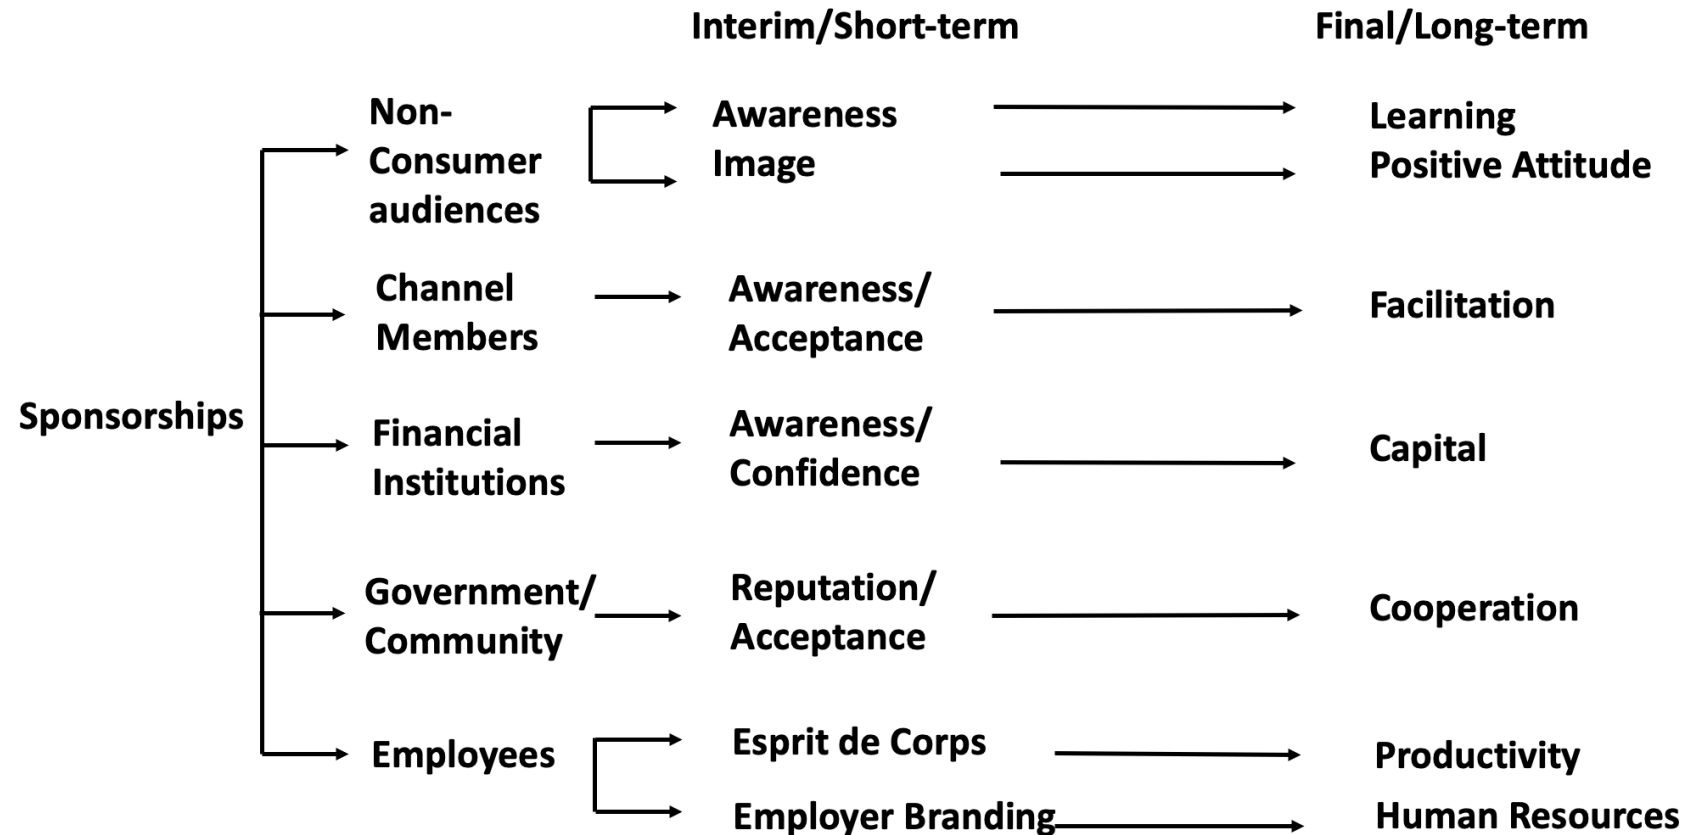 Interim/Short-term
Final/Long-term
Non-
Consumer
audiences
Awareness
Image
Learning
Positive Attitude
Channel
Members
Awareness/
Acceptance
Facilitation
Sponsorships
Financial
Institutions
Awareness/
Confidence
Capital
Government/
Community
Reputation/
Acceptance
Cooperation
Employees
Esprit de Corps
Productivity
Employer Branding
Human Resources